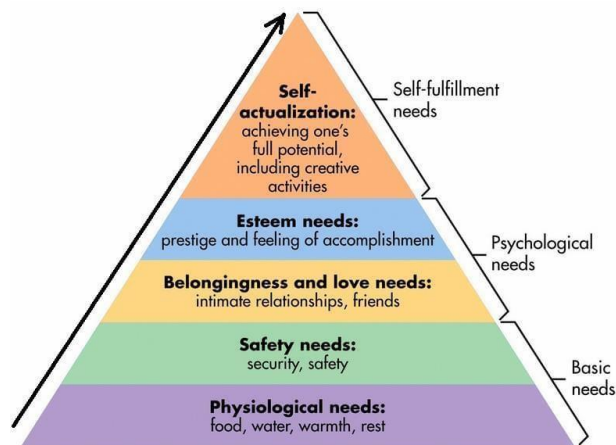 Self-
actualization:
achieving one's
full potential,
including creative
activities
Self-fulfillment
needs
Esteem needs:
prestige and feeling of accomplishment
Psychological
needs
Belongingness and love needs:
intimate relationships, friends
Safety needs:
security, safety
Basic
needs
Physiological needs:
food, water, warmth, rest